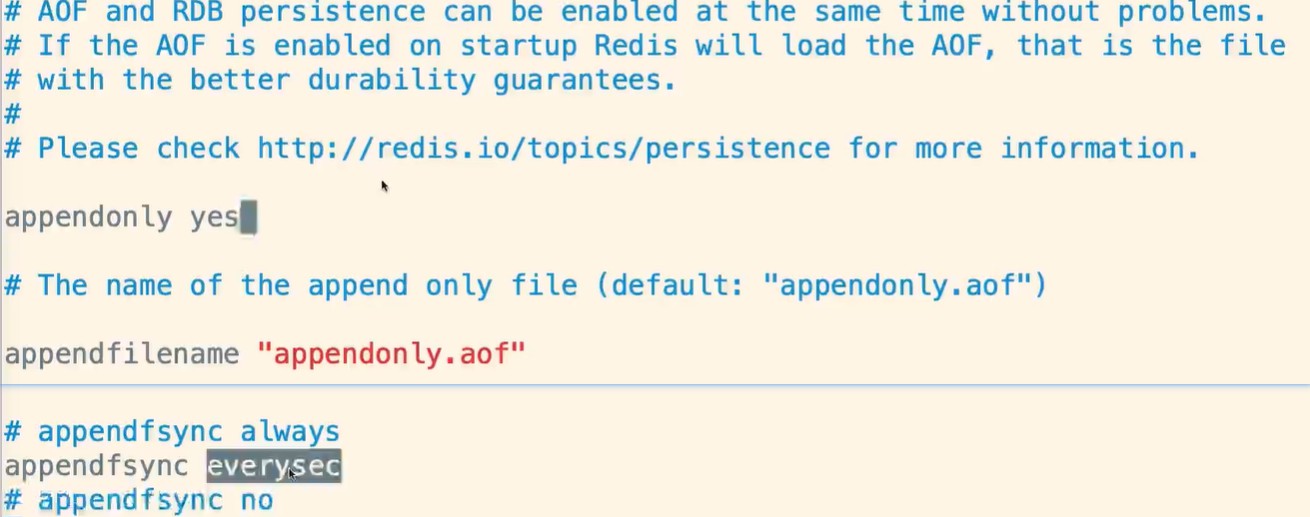 # AOF and RDB persistence can be enabled at the same time without problems.
# If the AOF is enabled on startup Redis will load the AOF, that is the file
# with the better durability guarantees.
#
# Please check http://redis.io/topics/persistence for more information.
appendonly yes
# The name of the append only file (default: "appendonly.aof")
appendfilename "appendonly.aof"
# appendfsync always
appendfsync everysec
# appendfsync no